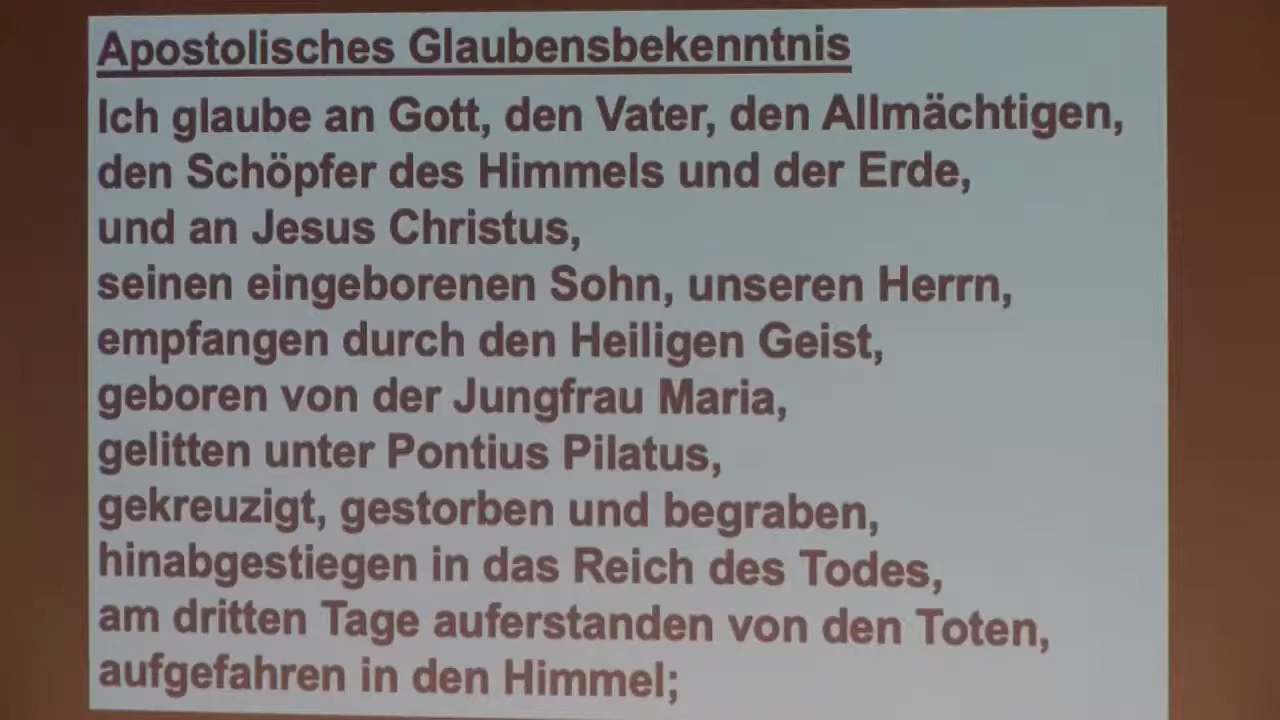 Apostolisches Glaubensbekenntnis
Ich glaube an Gott, den Vater, den Allmächtigen,
den Schöpfer des Himmels und der Erde,
und an Jesus Christus,
seinen eingeborenen Sohn, unseren Herrn,
empfangen durch den Heiligen Geist,
geboren von der Jungfrau Maria,
gelitten unter Pontius Pilatus,
gekreuzigt, gestorben und begraben,
hinabgestiegen in das Reich des Todes,
am dritten Tage auferstanden von den Toten,
aufgefahren in den Himmel;